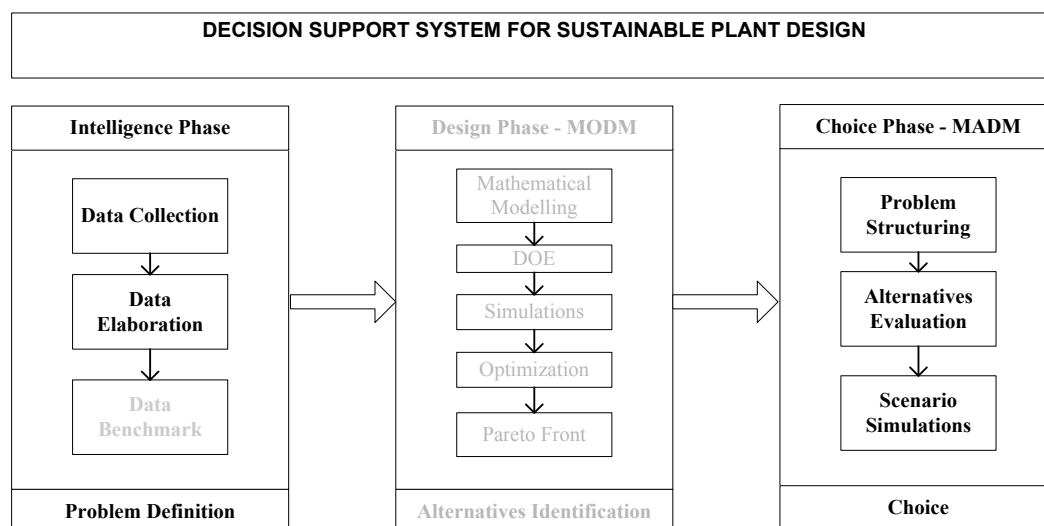 DECISION SUPPORT SYSTEM FOR SUSTAINABLE PLANT DESIGN
Intelligence Phase
Data Collection
Data
Elaboration
Data
Benchmark
Problem Definition
Design Phase - MODM
Mathematical
Modelling
DOE
Simulations
Optimization
Pareto Front
Alternatives Identification
Choice Phase - MADM
Problem
Structuring
Alternatives
Evaluation
Scenario
Simulations
Choice